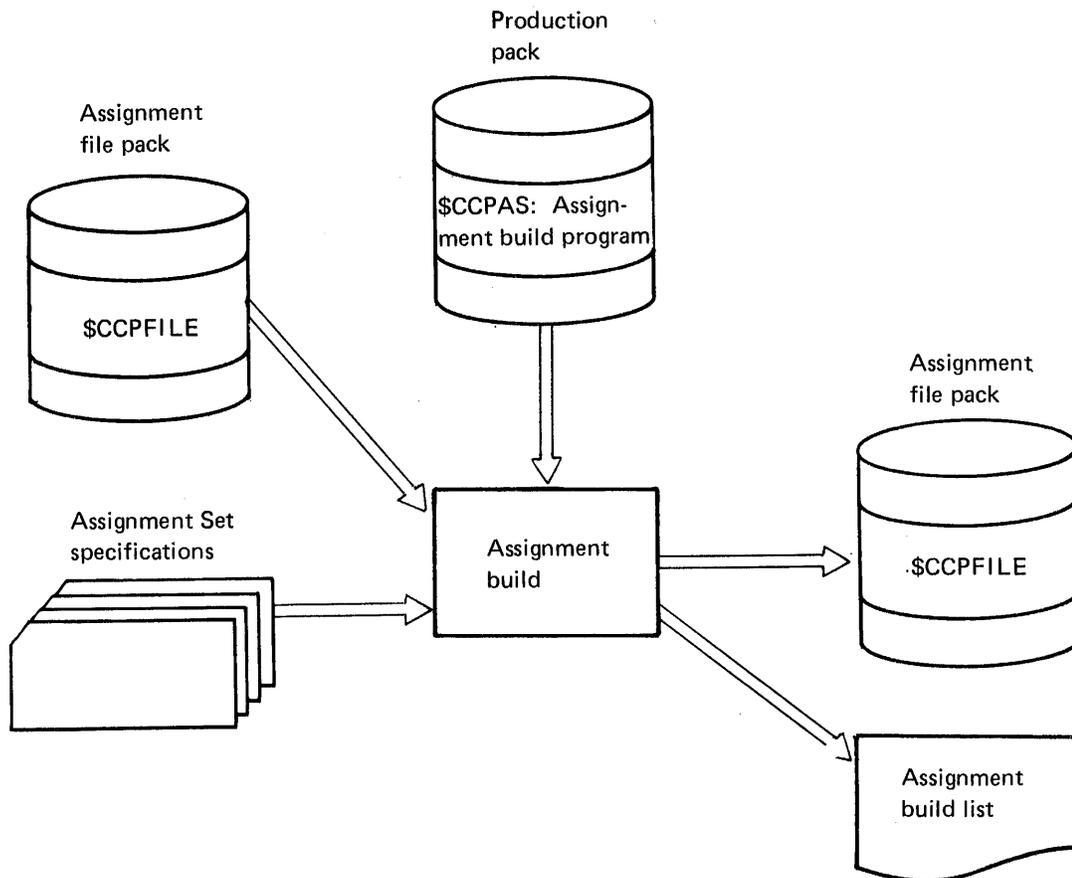 Production
pack
Assignment
file pack
$CCPAS: Assign-
ment build program
$CCPFILE
Assignment
file pack
Assignment Set
specifications
Assignment
build
$CCPFILE
Assignment
build list